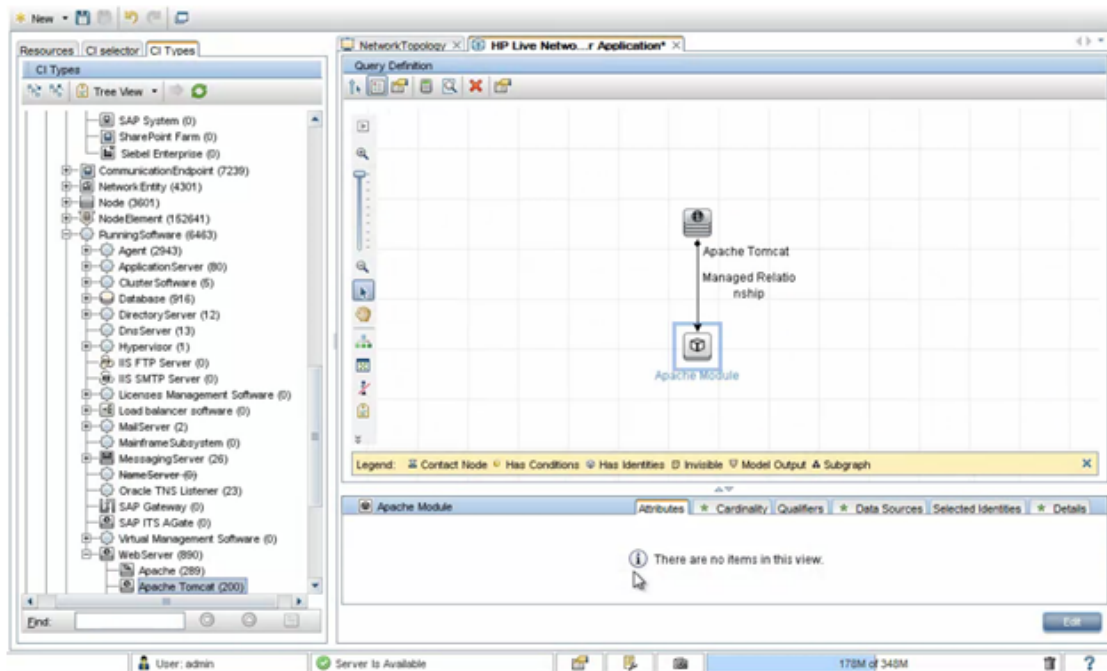 New
Resources CI selector CI Types
CI Types
Tree View
SAP System (0)
SharePoint Farm (0)
Siebel Enterprise (0)
CommunicationEndpoint (7239)
NetworkEntity (4301)
Node (3601)
NodeElement (152641)
RunningSoftware (6463)
Agent (2943)
ApplicationServer (80)
ClusterSoftware (5)
Database (916)
DirectoryServer (12)
DnsServer (13)
Hypervisor (1)
IIS FTP Server (0)
IIS SMTP Server (0)
Licenses Management Software (0)
Load balancer software (0)
MailServer (2)
MainframeSubsystem (0)
MessagingServer (26)
NameServer (0)
Oracle TNS Listener (23)
SAP Gateway (0)
SAP ITS AGate (0)
Virtual Management Software (0)
WebServer (890)
Apache (289)
Apache Tomcat (200)
Find:
NetworkTopology HP Live Netwo...r Application*
Query Definition
Apache Tomcat
Managed Relatio
nship
Apache Module
Legend: Contact Node Has Conditions Has Identities Invisible Model Output Subgraph
Apache Module Attributes Cardinality Qualifiers Data Sources Selected Identities Details
There are no items in this view.
Edit
User: admin Server Is Available 178M of 348M